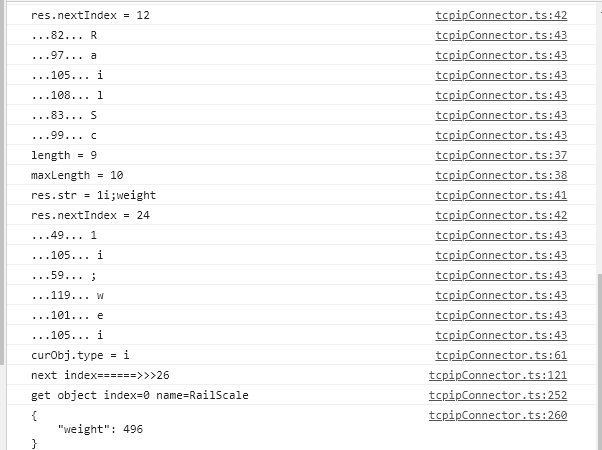 res.nextIndex = 12 tcpipConnector.ts:42
...82... R tcpipConnector.ts:43
...97... a tcpipConnector.ts:43
...105... i tcpipConnector.ts:43
...108... l tcpipConnector.ts:43
...83... S tcpipConnector.ts:43
...99... c tcpipConnector.ts:43
length = 9 tcpipConnector.ts:37
maxLength = 10 tcpipConnector.ts:38
res.str = 1i;weight tcpipConnector.ts:41
res.nextIndex = 24 tcpipConnector.ts:42
...49... 1 tcpipConnector.ts:43
...105... i tcpipConnector.ts:43
...59... ; tcpipConnector.ts:43
...119... w tcpipConnector.ts:43
...101... e tcpipConnector.ts:43
...105... i tcpipConnector.ts:43
curObj.type = i tcpipConnector.ts:61
next index======>>>26 tcpipConnector.ts:121
get object index=0 name=RailScale tcpipConnector.ts:252
{ tcpipConnector.ts:260
"weight": 496
}